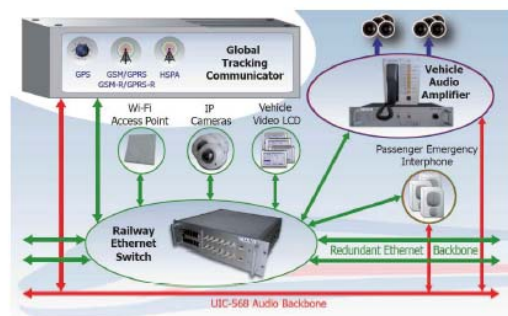 Global
Tracking
Communicator
GPS
GSM/GPRS
GSM-R/GPRS-R
HSPA
Vehicle
Audio
Amplifier
Wi-Fi
Access Point
IP
Cameras
Vehicle
Video LCD
Passenger Emergency
Interphone
Railway
Ethernet
Switch
Redundant Ethernet Backbone
UIC-568 Audio Backbone